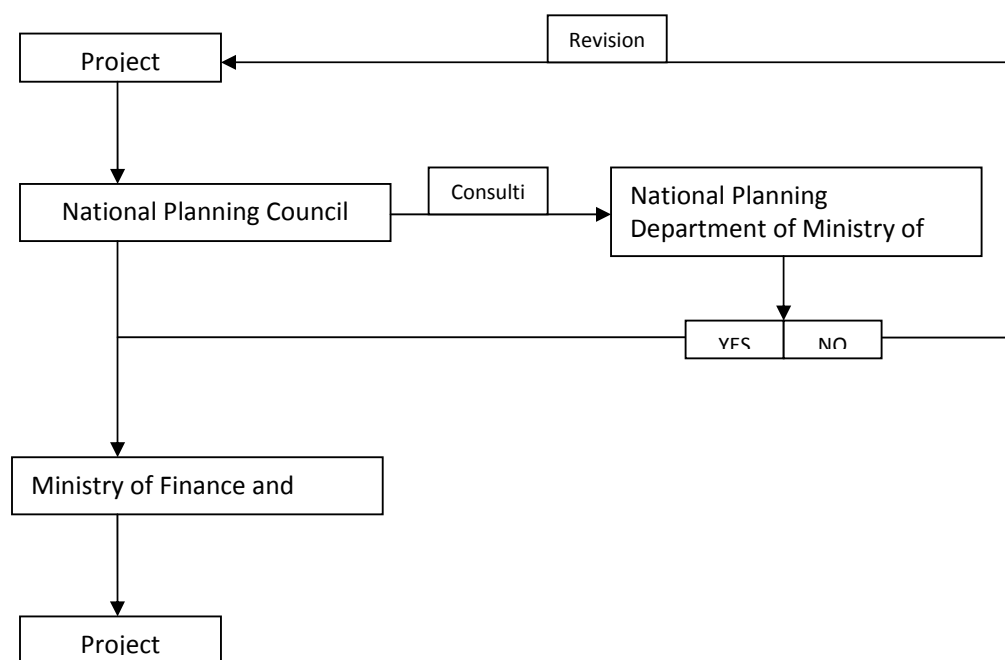 Revision
Project
National Planning Council
Consulti
National Planning
Department of Ministry of
YES
NO
Ministry of Finance and
Project